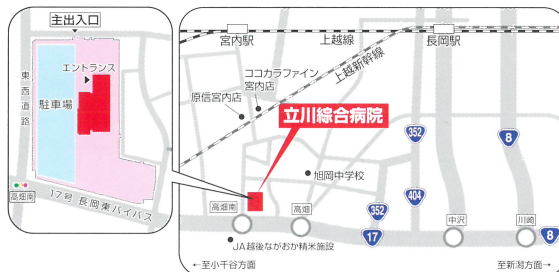 主出入口
エントランス
駐車場
東西道路
高畑南
17号 長岡東バイパス
宮内駅
上越線
長岡駅
上越新幹線
ココカラファイン
宮内店
原信宮内店
立川綜合病院
352
8
旭岡中学校
404
352
高畑南
高畑
17
中沢
川崎
8
JA越後ながおか精米施設
←至小千谷方面
至新潟方面→